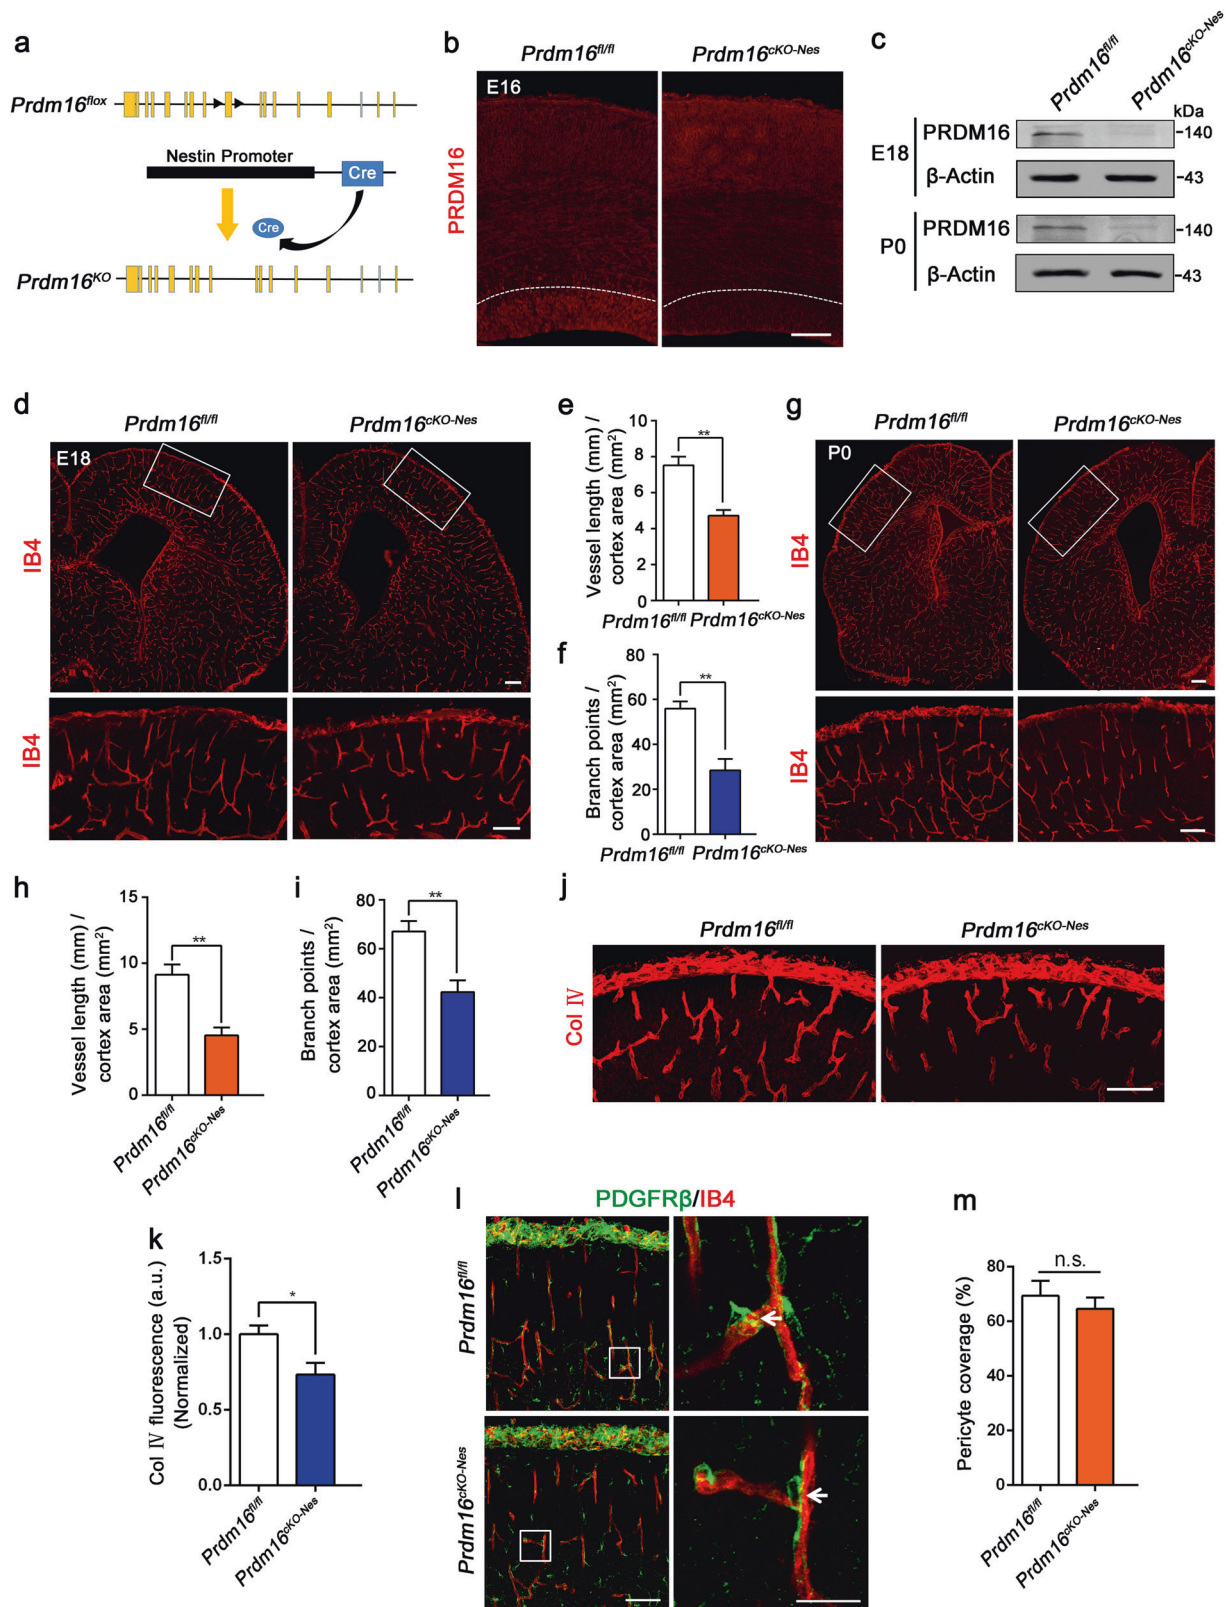 a
Prdm16flox
Nestin Promoter
Cre
Cre
Prdm16KO
b
Prdm16fl/fl
Prdm16cKO-Nes
E16
PRDM16
c
Prdm16fl/fl
Prdm16cKO-Nes
kDa
E18
PRDM16
-140
β-Actin
-43
P0
PRDM16
-140
β-Actin
-43
d
Prdm16fl/fl
Prdm16cKO-Nes
E18
IB4
IB4
e
Vessel length (mm) /
cortex area (mm²)
10
8
6
4
2
0
**
Prdm16fl/fl Prdm16cKO-Nes
f
Branch points /
cortex area (mm²)
80
60
40
20
0
**
Prdm16fl/fl Prdm16cKO-Nes
g
Prdm16fl/fl
Prdm16cKO-Nes
P0
IB4
IB4
h
Vessel length (mm) /
cortex area (mm²)
15
10
5
0
**
Prdm16fl/fl
Prdm16cKO-Nes
i
Branch points /
cortex area (mm²)
80
60
40
20
0
**
Prdm16fl/fl
Prdm16cKO-Nes
j
Prdm16fl/fl
Prdm16cKO-Nes
Col Ⅳ
k
Col Ⅳ fluorescence (a.u.)
(Normalized)
1.5
1.0
0.5
0.0
*
Prdm16fl/fl
Prdm16cKO-Nes
l
PDGFRβ/IB4
Prdm16fl/fl
Prdm16cKO-Nes
m
Pericyte coverage (%)
80
60
40
20
0
n.s.
Prdm16fl/fl
Prdm16cKO-Nes